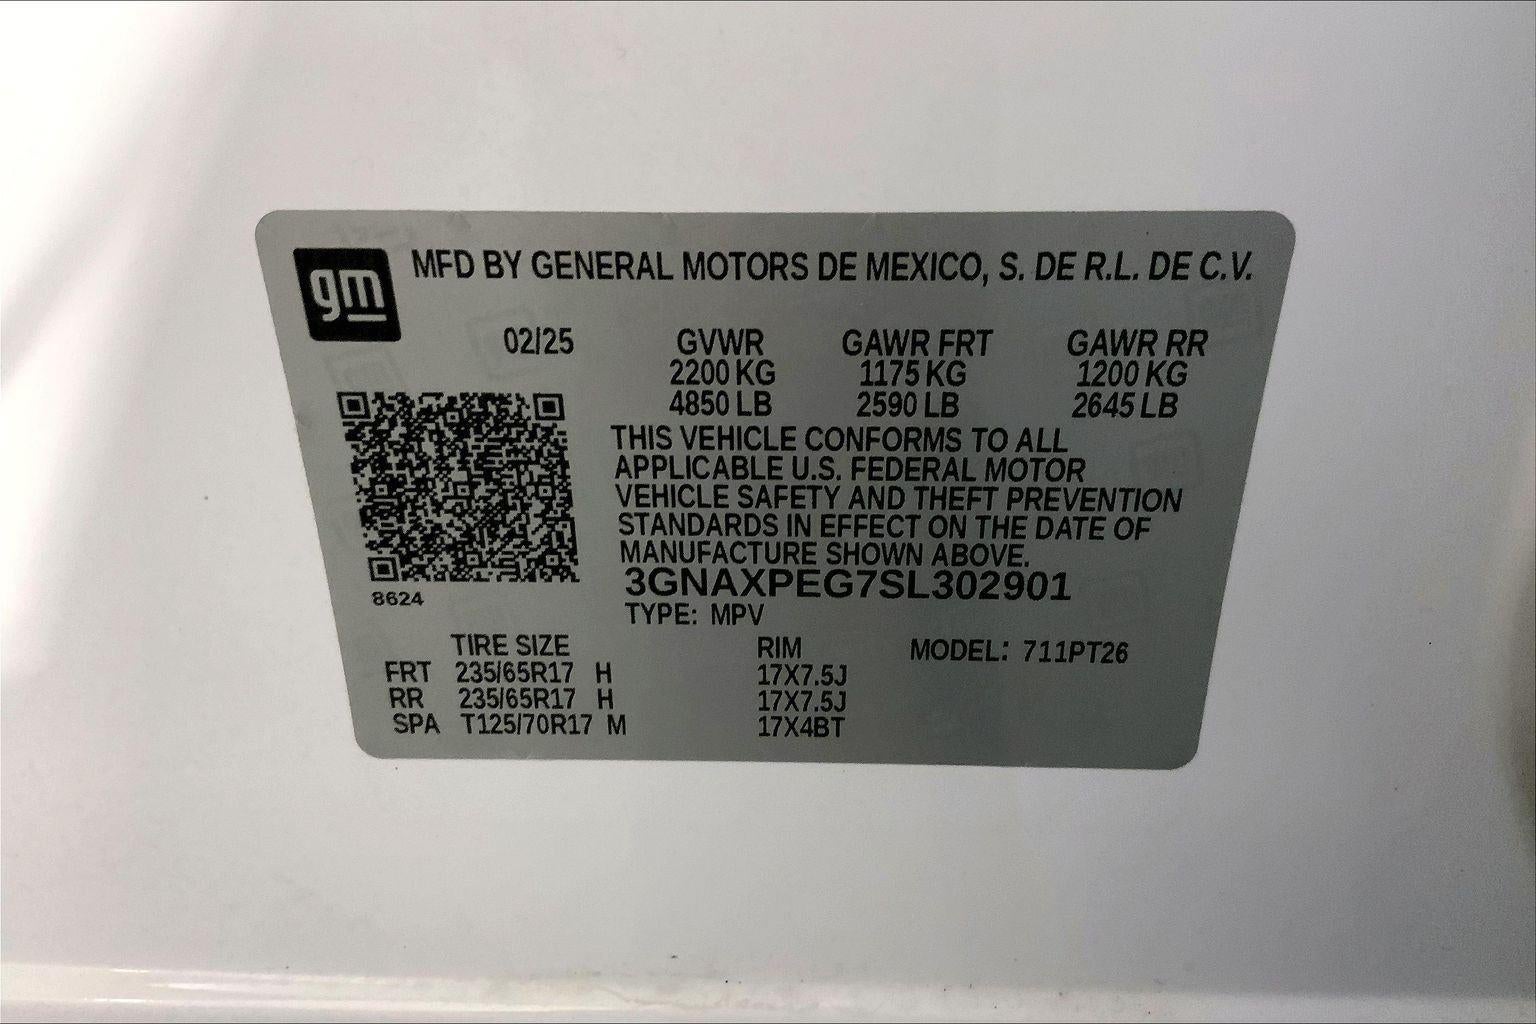 gm
MFD BY GENERAL MOTORS DE MEXICO, S. DE R.L. DE C.V.
02/25 GVWR GAWR FRT GAWR RR
2200 KG 1175 KG 1200 KG
4850 LB 2590 LB 2645 LB
THIS VEHICLE CONFORMS TO ALL
APPLICABLE U.S. FEDERAL MOTOR
VEHICLE SAFETY AND THEFT PREVENTION
STANDARDS IN EFFECT ON THE DATE OF
MANUFACTURE SHOWN ABOVE.
3GNAXPEG7SL302901
8624
TYPE: MPV
TIRE SIZE RIM MODEL: 711PT26
FRT 235/65R17 H 17X7.5J
RR 235/65R17 H 17X7.5J
SPA T125/70R17 M 17X4BT